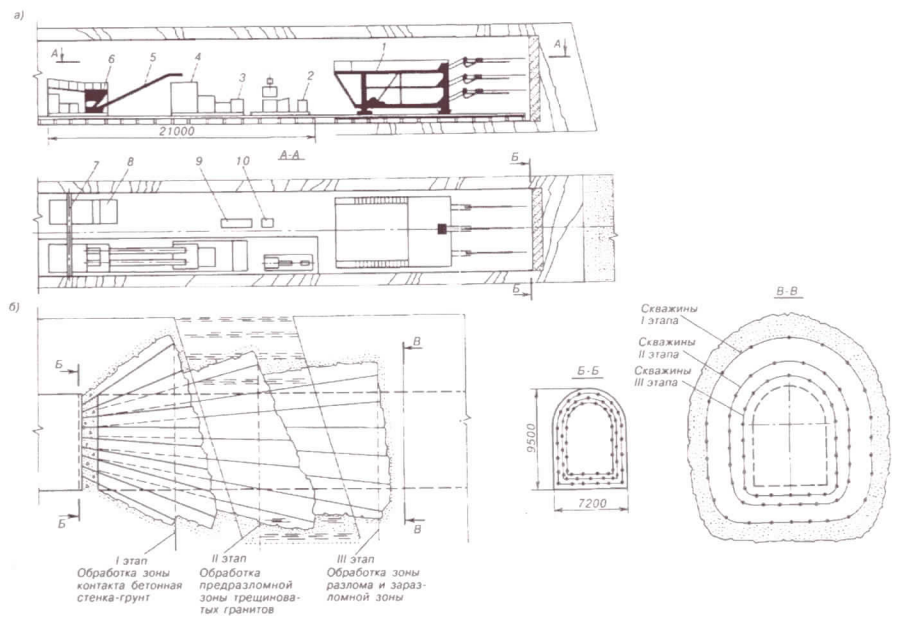 а)
А
6
5
4
3
2
1
А
21000
А-А
Б
7
8
9
10
Б
б)
Б
В
Б
В
I этап
Обработка зоны
контакта бетонная
стенка-грунт
II этап
Обработка
предразломной
зоны трещинова-
тых гранитов
III этап
Обработка зоны
разлома и зараз-
ломной зоны
Б-Б
9500
7200
В-В
Скважины
I этапа
Скважины
II этапа
Скважины
III этапа